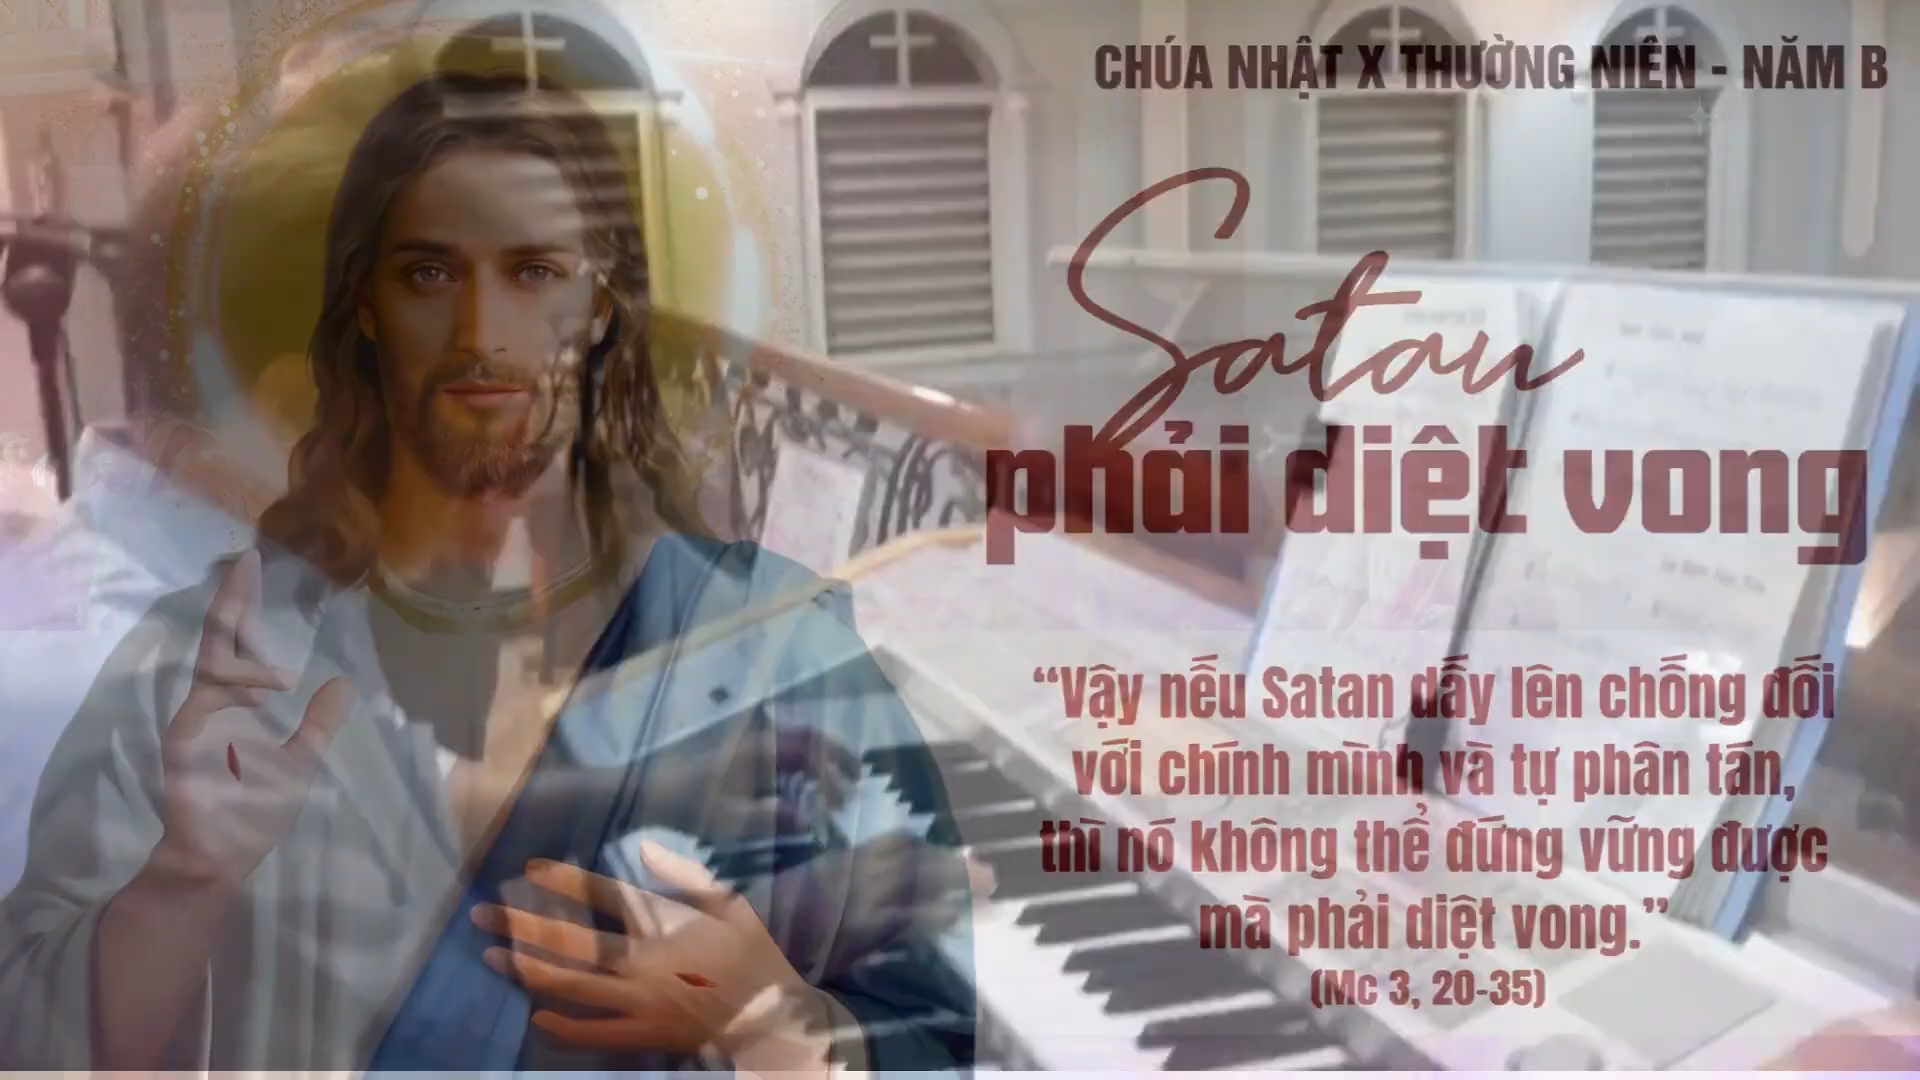 CHÚA NHẬT X THƯỜNG NIÊN - NĂM B
Satan
phải diệt vong
“Vậy nếu Satan dấy lên chống đối
với chính mình và tự phân tán,
thì nó không thể đứng vững được
mà phải diệt vong.”
(Mc 3, 20-35)